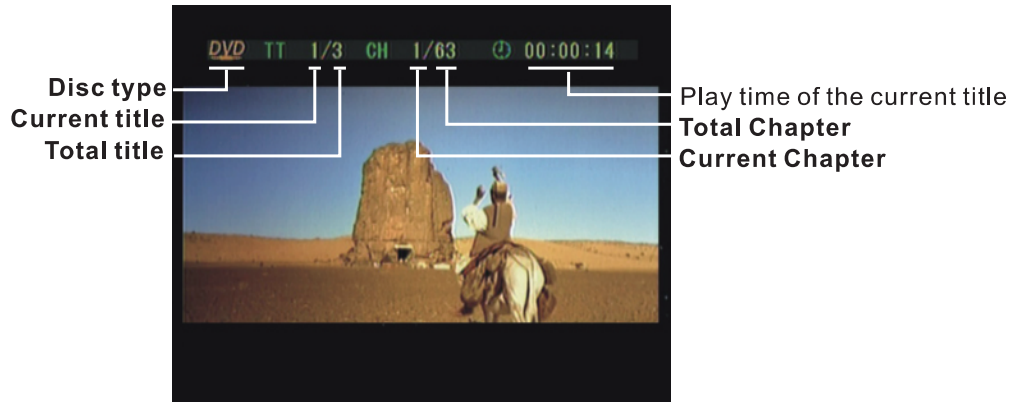 DVD TT 1/3 CH 1/63 00:00:14
Disc type
Current title
Total title
Play time of the current title
Total Chapter
Current Chapter